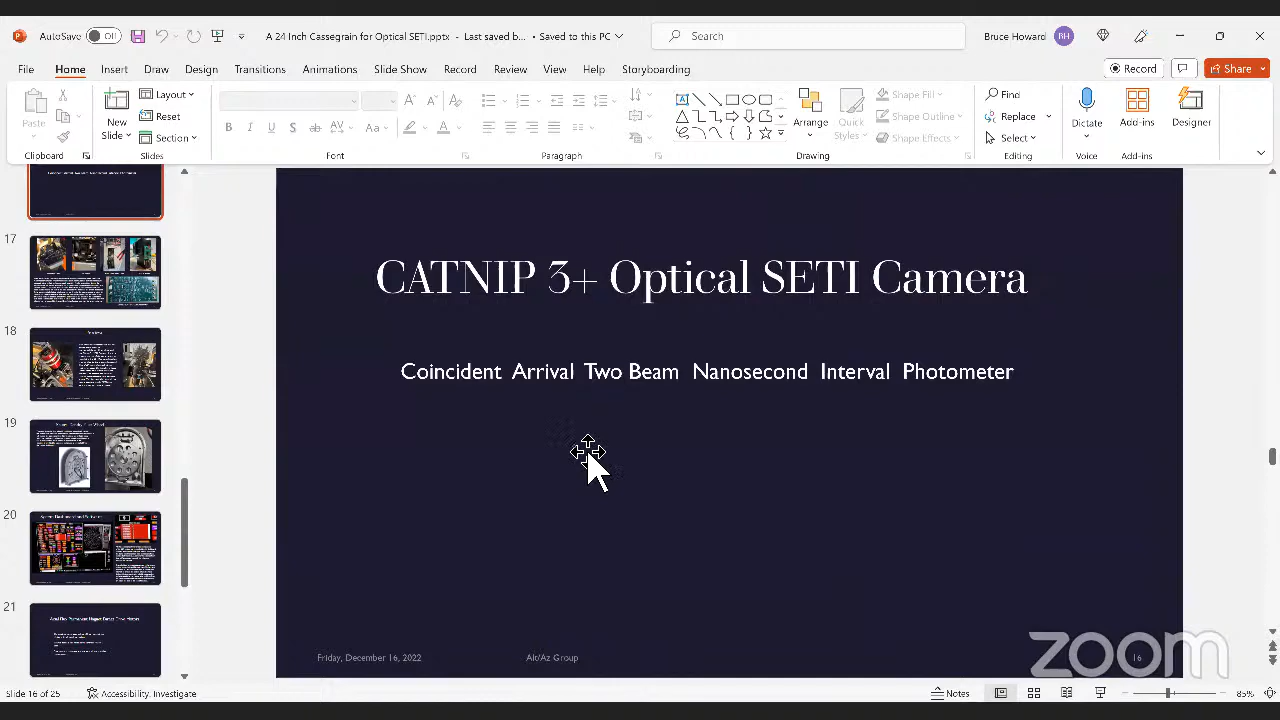 AutoSave Off A 24 Inch Cassegrain for Optical SETI.pptx - Last saved b... • Saved to this PC Search Bruce Howard BH
File Home Insert Draw Design Transitions Animations Slide Show Record Review View Help Storyboarding Record Share
Paste New Slide Layout Reset Section Arrange Quick Styles Shape Fill Shape Outline Shape Effects Find Replace Select Dictate Add-ins Designer
Clipboard Slides Font Paragraph Drawing Editing Voice Add-ins
17
18
19
20
21
CATNIP 3+ Optical SETI Camera
Coincident Arrival Two Beam Nanosecond Interval Photometer
Friday, December 16, 2022 Alt/Az Group 16
zoom
Slide 16 of 25 Accessibility: Investigate Notes 85%